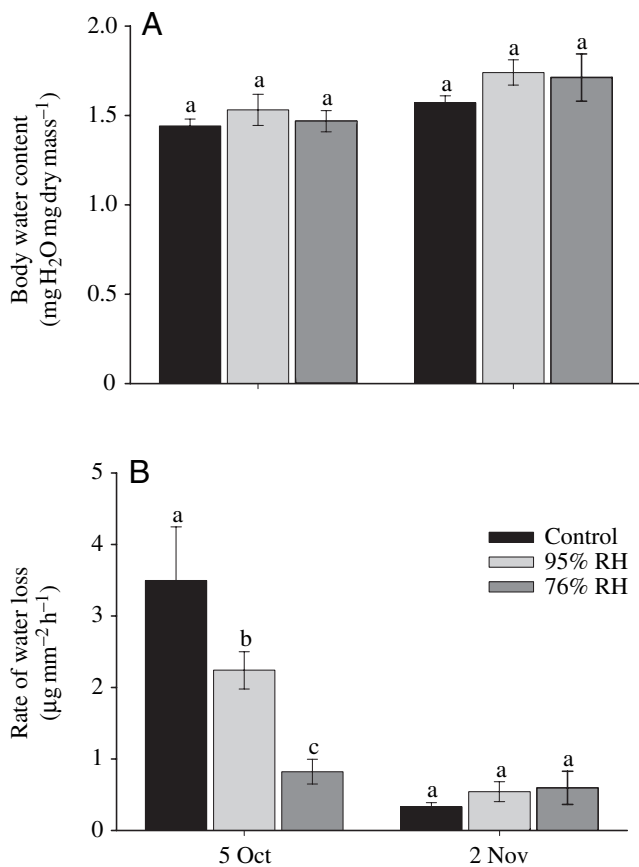 A
2.0
1.5
1.0
0.5
0
Body water content
(mg H₂O mg dry mass⁻¹)
a
a
a
a
a
a
B
5
4
3
2
1
0
Rate of water loss
(µg mm⁻² h⁻¹)
a
b
c
a
a
a
Control
95% RH
76% RH
5 Oct
2 Nov